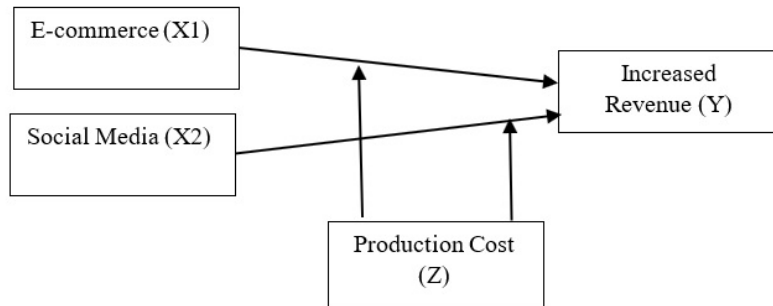 E-commerce (X1)
Increased
Revenue (Y)
Social Media (X2)
Production Cost
(Z)